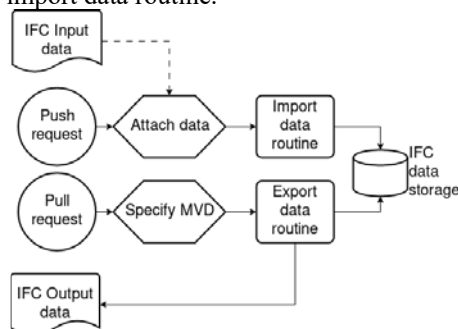 import data routine.
IFC Input
data
Push
request
Attach data
Import
data
routine
IFC
data
storage
Pull
request
Specify MVD
Export
data
routine
IFC Output
data